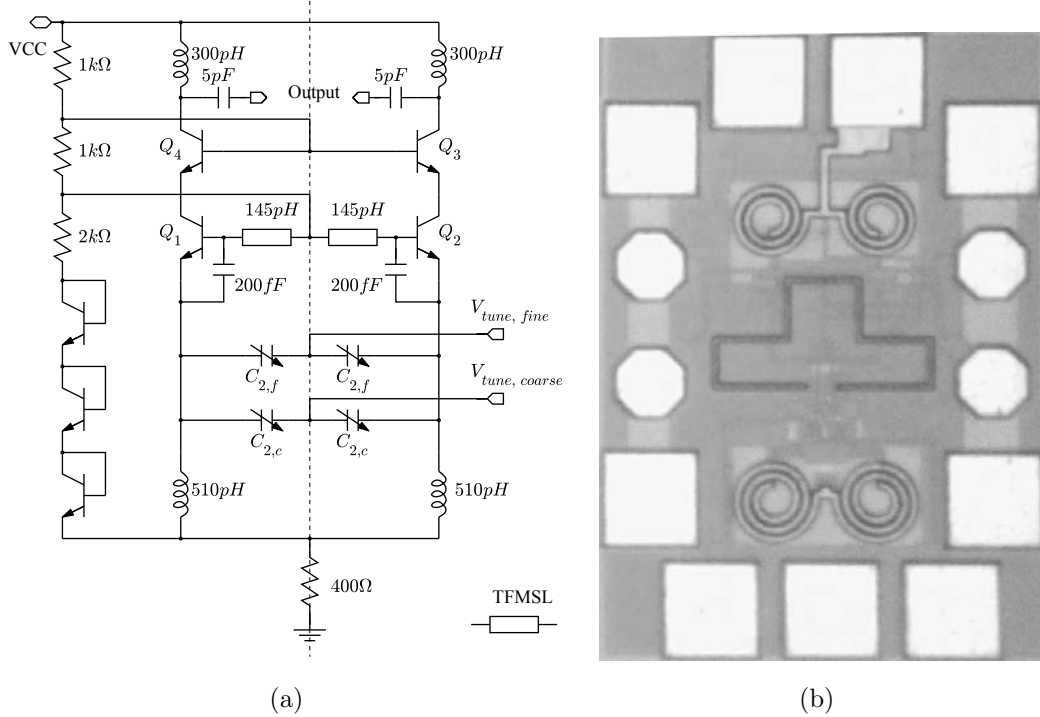 VCC
300pH
300pH
1kΩ
5pF
5pF
Output
1kΩ
Q4
Q3
145pH
145pH
2kΩ
Q1
Q2
200fF
200fF
Vtune, fine
C2,f
C2,f
Vtune, coarse
C2,c
C2,c
510pH
510pH
400Ω
TFMSL
(a)
(b)